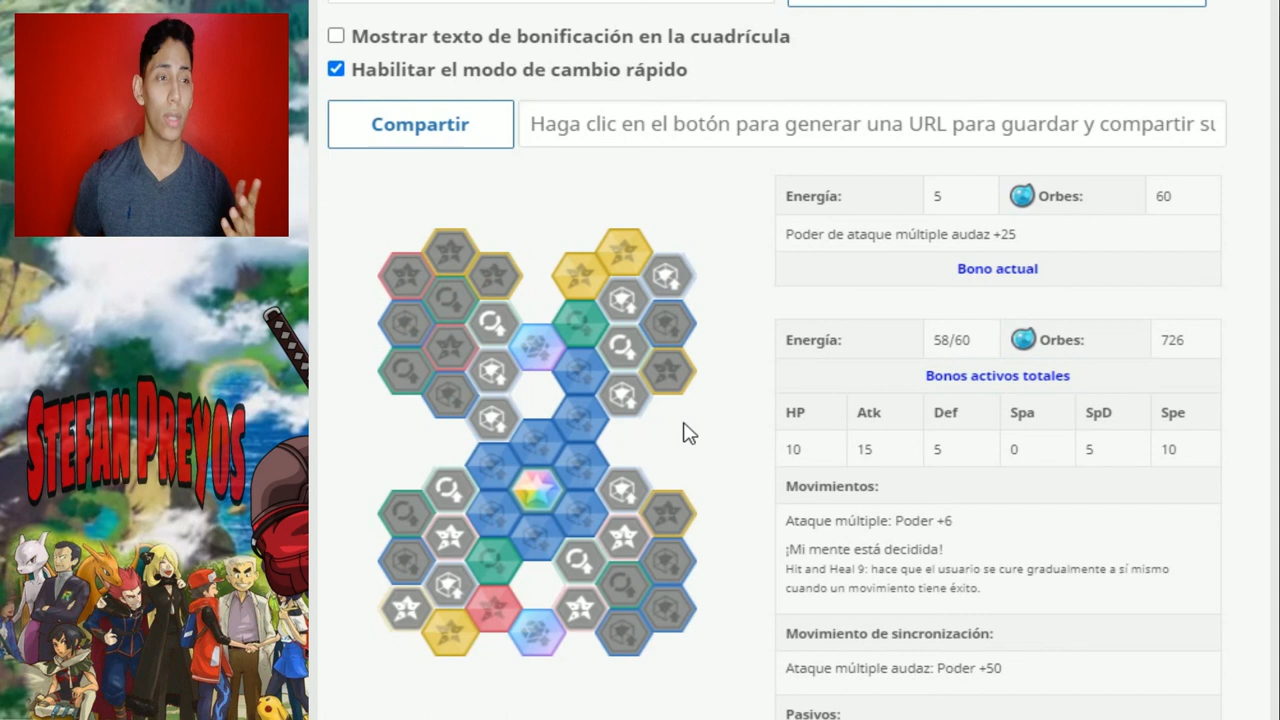 Mostrar texto de bonificación en la cuadrícula
Habilitar el modo de cambio rápido
Compartir
Haga clic en el botón para generar una URL para guardar y compartir su
Energía: 5 Orbes: 60
Poder de ataque múltiple audaz +25
Bono actual
Energía: 58/60 Orbes: 726
Bonos activos totales
HP Atk Def Spa SpD Spe
10 15 5 0 5 10
Movimientos:
Ataque múltiple: Poder +6
¡Mi mente está decidida!
Hit and Heal 9: hace que el usuario se cure gradualmente a sí mismo
cuando un movimiento tiene éxito.
Movimiento de sincronización:
Ataque múltiple audaz: Poder +50
Pasivos:
STEFAN PREYOS